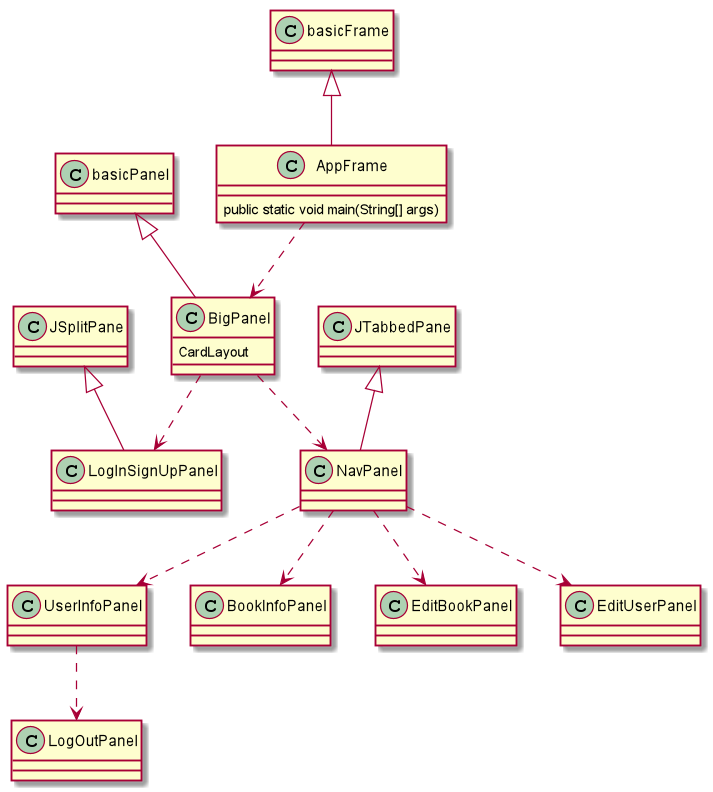 C basicFrame
C AppFrame
public static void main(String[] args)
C basicPanel
C BigPanel
CardLayout
C JSplitPane
C JTabbedPane
C LogInSignUpPanel
C NavPanel
C UserInfoPanel
C BookInfoPanel
C EditBookPanel
C EditUserPanel
C LogOutPanel